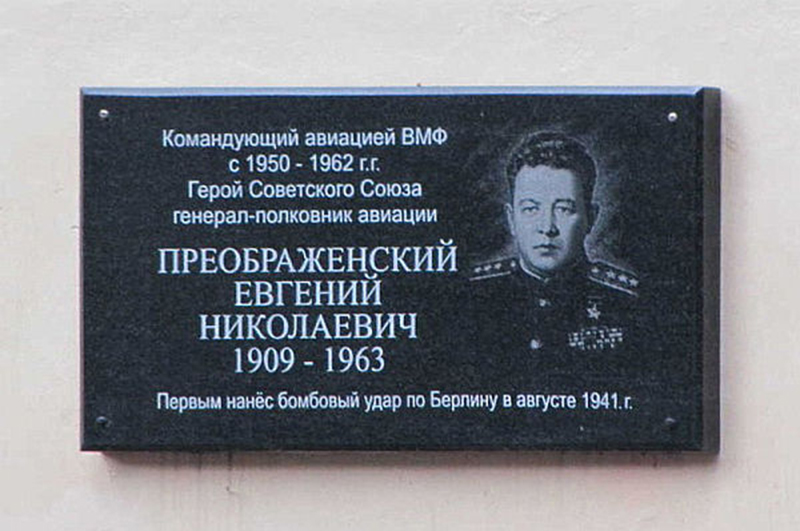 Командующий авиацией ВМФ
с 1950 - 1962 г.г.
Герой Советского Союза
генерал-полковник авиации
ПРЕОБРАЖЕНСКИЙ
ЕВГЕНИЙ
НИКОЛАЕВИЧ
1909 - 1963
Первым нанёс бомбовый удар по Берлину в августе 1941. г.